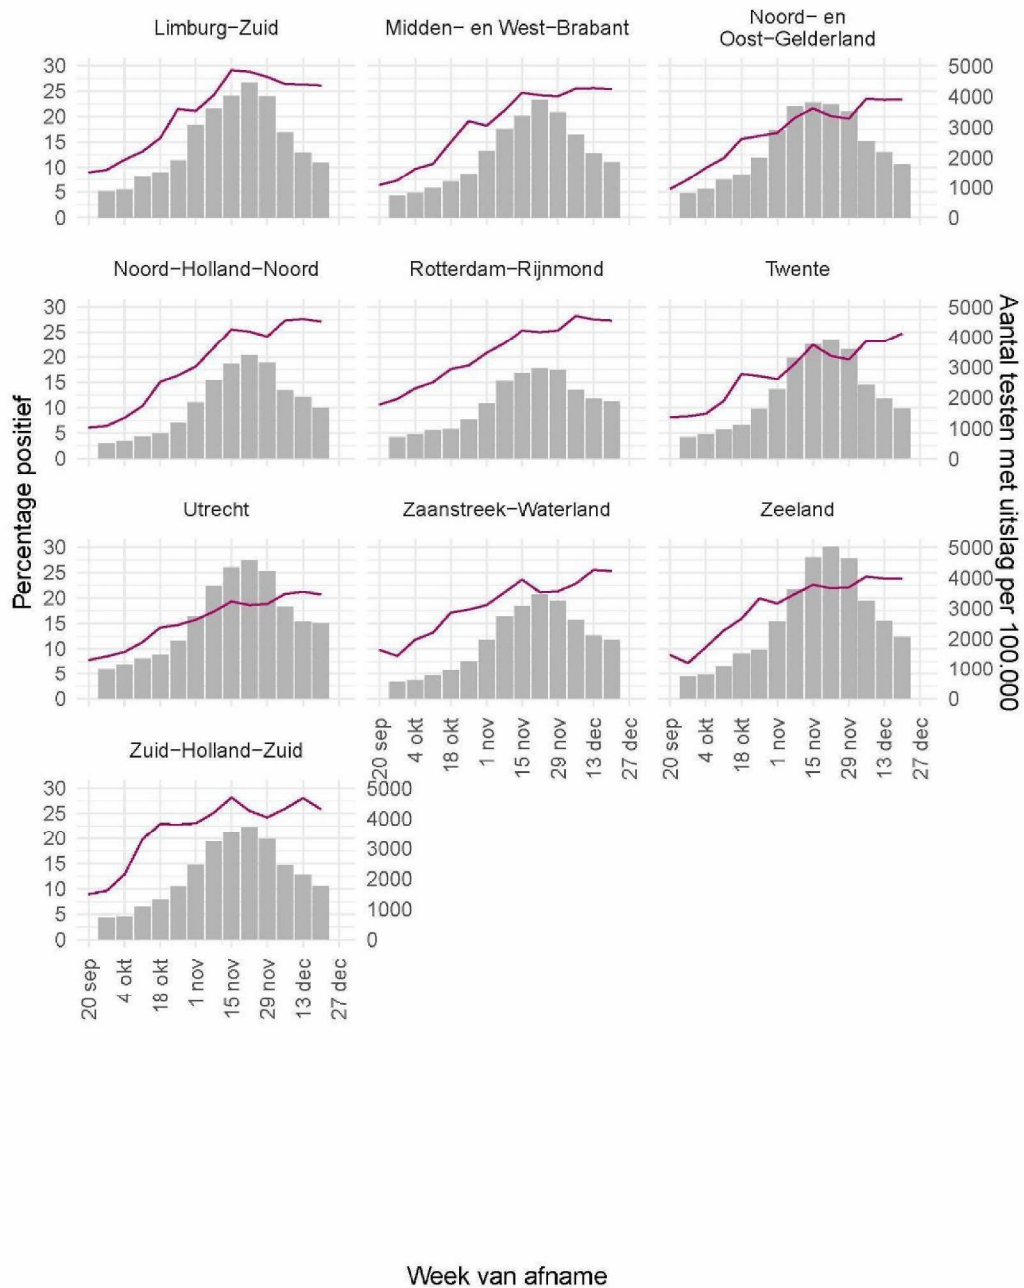 Limburg−Zuid
Midden− en West−Brabant
Noord− en
Oost−Gelderland
30
25
20
15
10
5
0
5000
4000
3000
2000
1000
0
Noord−Holland−Noord
Rotterdam−Rijnmond
Twente
30
25
20
15
10
5
0
5000
4000
3000
2000
1000
0
Percentage positief
Aantal testen met uitslag per 100.000
Utrecht
Zaanstreek−Waterland
Zeeland
30
25
20
15
10
5
0
5000
4000
3000
2000
1000
0
20 sep
4 okt
18 okt
1 nov
15 nov
29 nov
13 dec
27 dec
20 sep
4 okt
18 okt
1 nov
15 nov
29 nov
13 dec
27 dec
Zuid−Holland−Zuid
30
25
20
15
10
5
0
5000
4000
3000
2000
1000
0
20 sep
4 okt
18 okt
1 nov
15 nov
29 nov
13 dec
27 dec
Week van afname